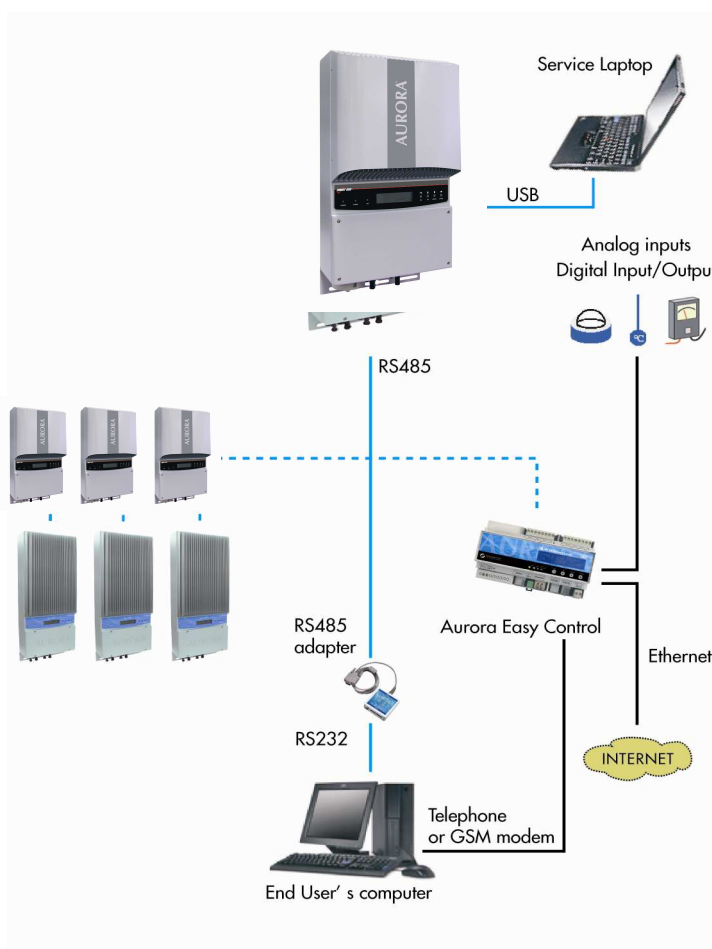 Service Laptop
AURORA
USB
Analog inputs
Digital Input/Outpu
°C
RS485
AURORA
AURORA
AURORA
AUR
RS485
adapter
Aurora Easy Control
Ethernet
RS232
INTERNET
Telephone
or GSM modem
End User' s computer